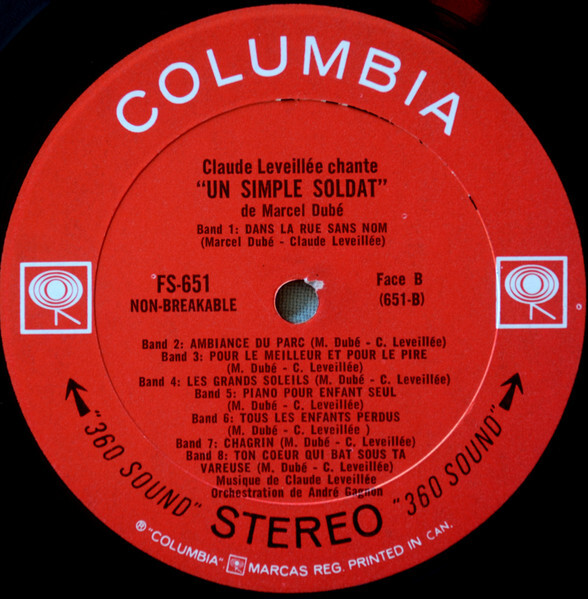 COLUMBIA
Claude Leveillée chante
"UN SIMPLE SOLDAT"
de Marcel Dubé
Band 1: DANS LA RUE SANS NOM
(Marcel Dubé - Claude Leveillée)
FS-651
NON-BREAKABLE
Face B
(651-B)
Band 2: AMBIANCE DU PARC (M. Dubé - C. Leveillée)
Band 3: POUR LE MEILLEUR ET POUR LE PIRE
(M. Dubé - C. Leveillée)
Band 4: LES GRANDS SOLEILS (M. Dubé - C. Leveillée)
Band 5: PIANO POUR ENFANT SEUL
(M. Dubé - C. Leveillée)
Band 6: TOUS LES ENFANTS PERDUS
(M. Dubé - C. Leveillée )
Band 7: CHAGRIN (M. Dubé - C. Leveillée)
Band 8: TON COEUR QUI BAT SOUS TA
VAREUSE (M. Dubé - C. Leveillée)
Musique de Claude Leveillée
Orchestration de André Gagnon
"360 SOUND" STEREO "360 SOUND"
® "COLUMBIA" MARCAS REG. PRINTED IN CAN.